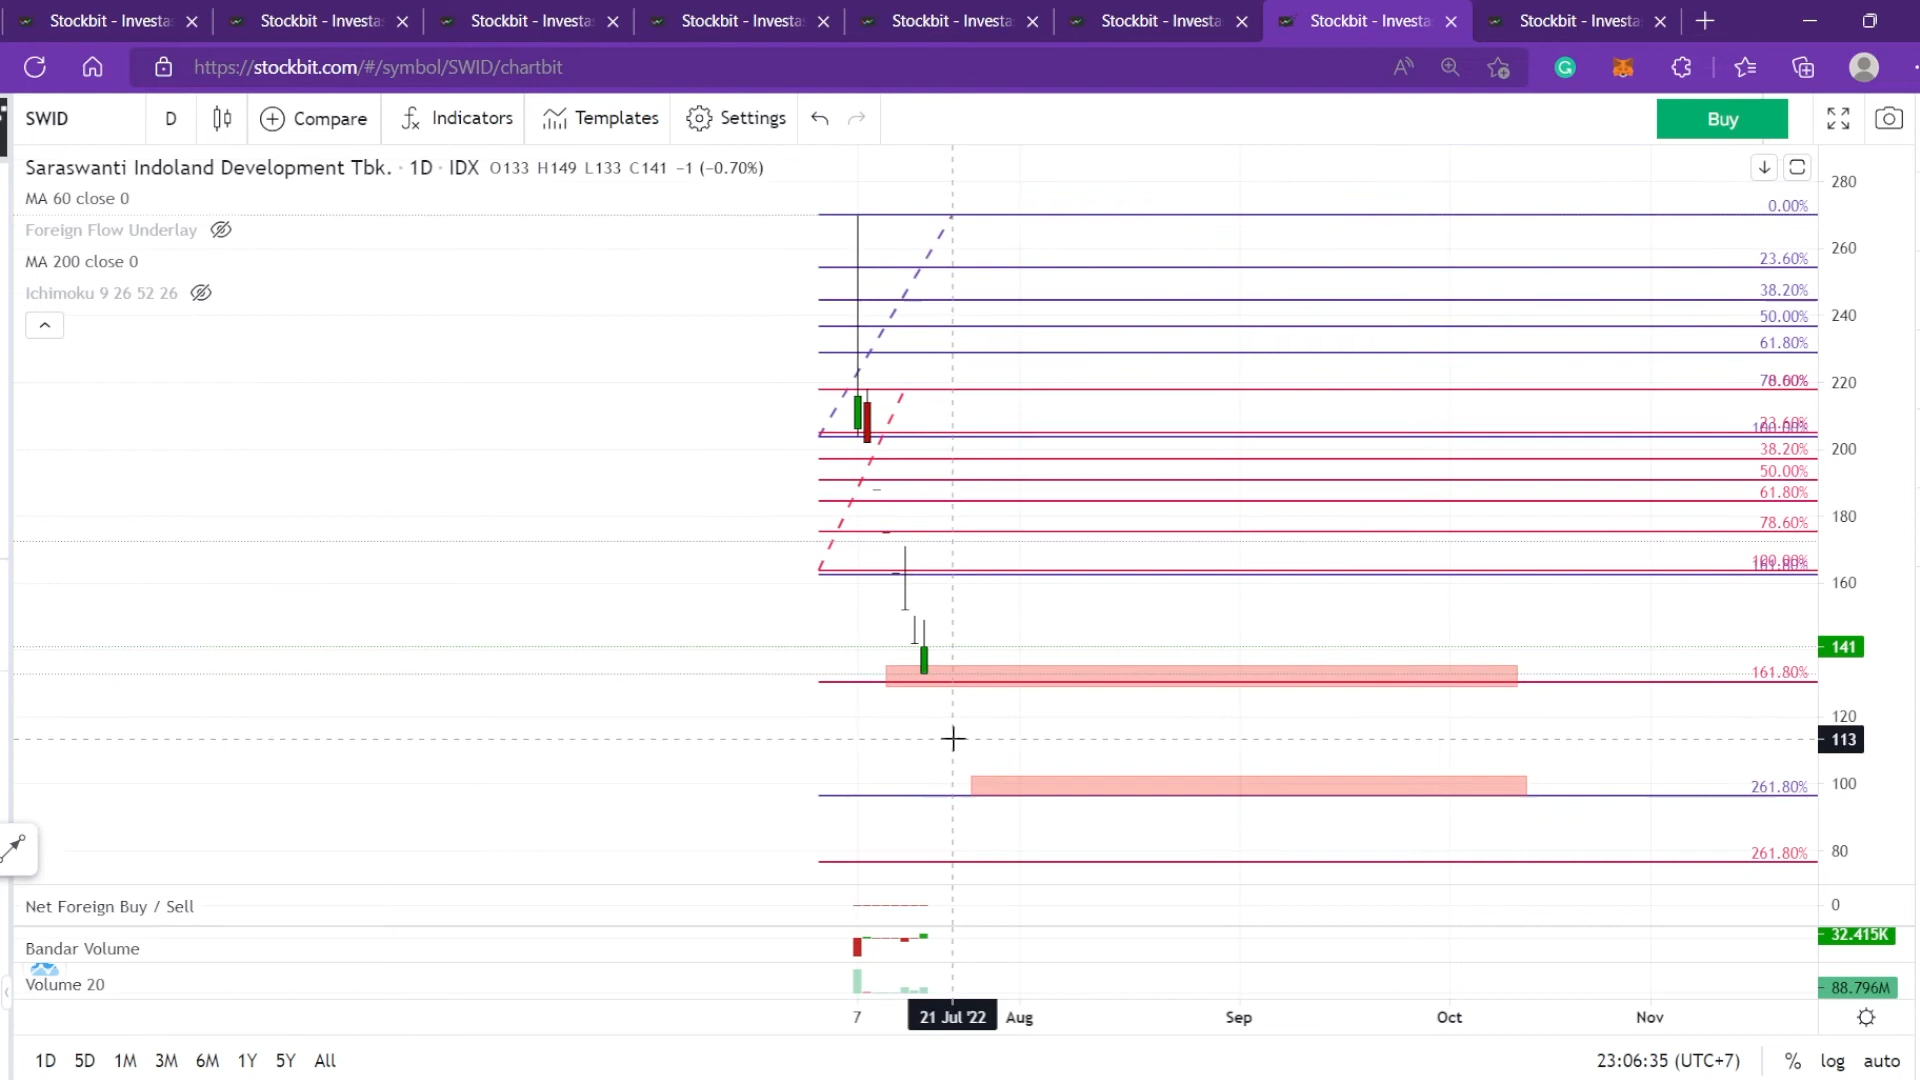 Stockbit - Investa
Stockbit - Investa
Stockbit - Investa
Stockbit - Investa
Stockbit - Investa
Stockbit - Investa
Stockbit - Investa
Stockbit - Investa
https://stockbit.com/#/symbol/SWID/chartbit
SWID D Compare Indicators Templates Settings Buy
Saraswanti Indoland Development Tbk. · 1D · IDX O133 H149 L133 C141 −1 (−0.70%)
MA 60 close 0
Foreign Flow Underlay
MA 200 close 0
Ichimoku 9 26 52 26
280
0.00%
260
23.60%
38.20%
240
50.00%
61.80%
220
200
38.20%
50.00%
61.80%
180
78.60%
160
141
161.80%
120
113
100
261.80%
80
261.80%
Net Foreign Buy / Sell 0
Bandar Volume 32.415K
Volume 20 88.796M
7 21 Jul '22 Aug Sep Oct Nov
1D 5D 1M 3M 6M 1Y 5Y All 23:06:35 (UTC+7) % log auto